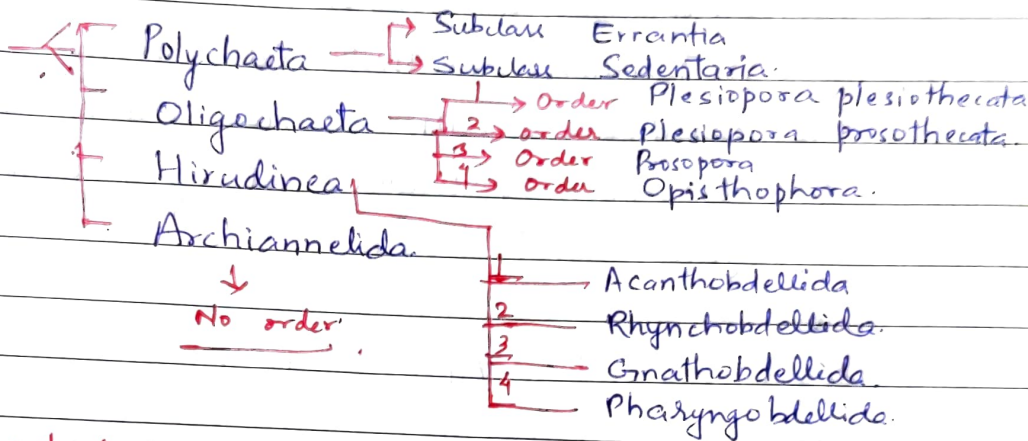 Polychaeta
Subclass Errantia
Subclass Sedentaria.
Oligochaeta
1 Order Plesiopora plesiothecata
2 order Plesiopora prosothecata.
3 Order Prosopora
4 order Opisthophora.
Hirudinea
1 Acanthobdellida
2 Rhynchobdellida.
3 Gnathobdellida
4 Pharyngobdellida.
Archiannelida.
No order.